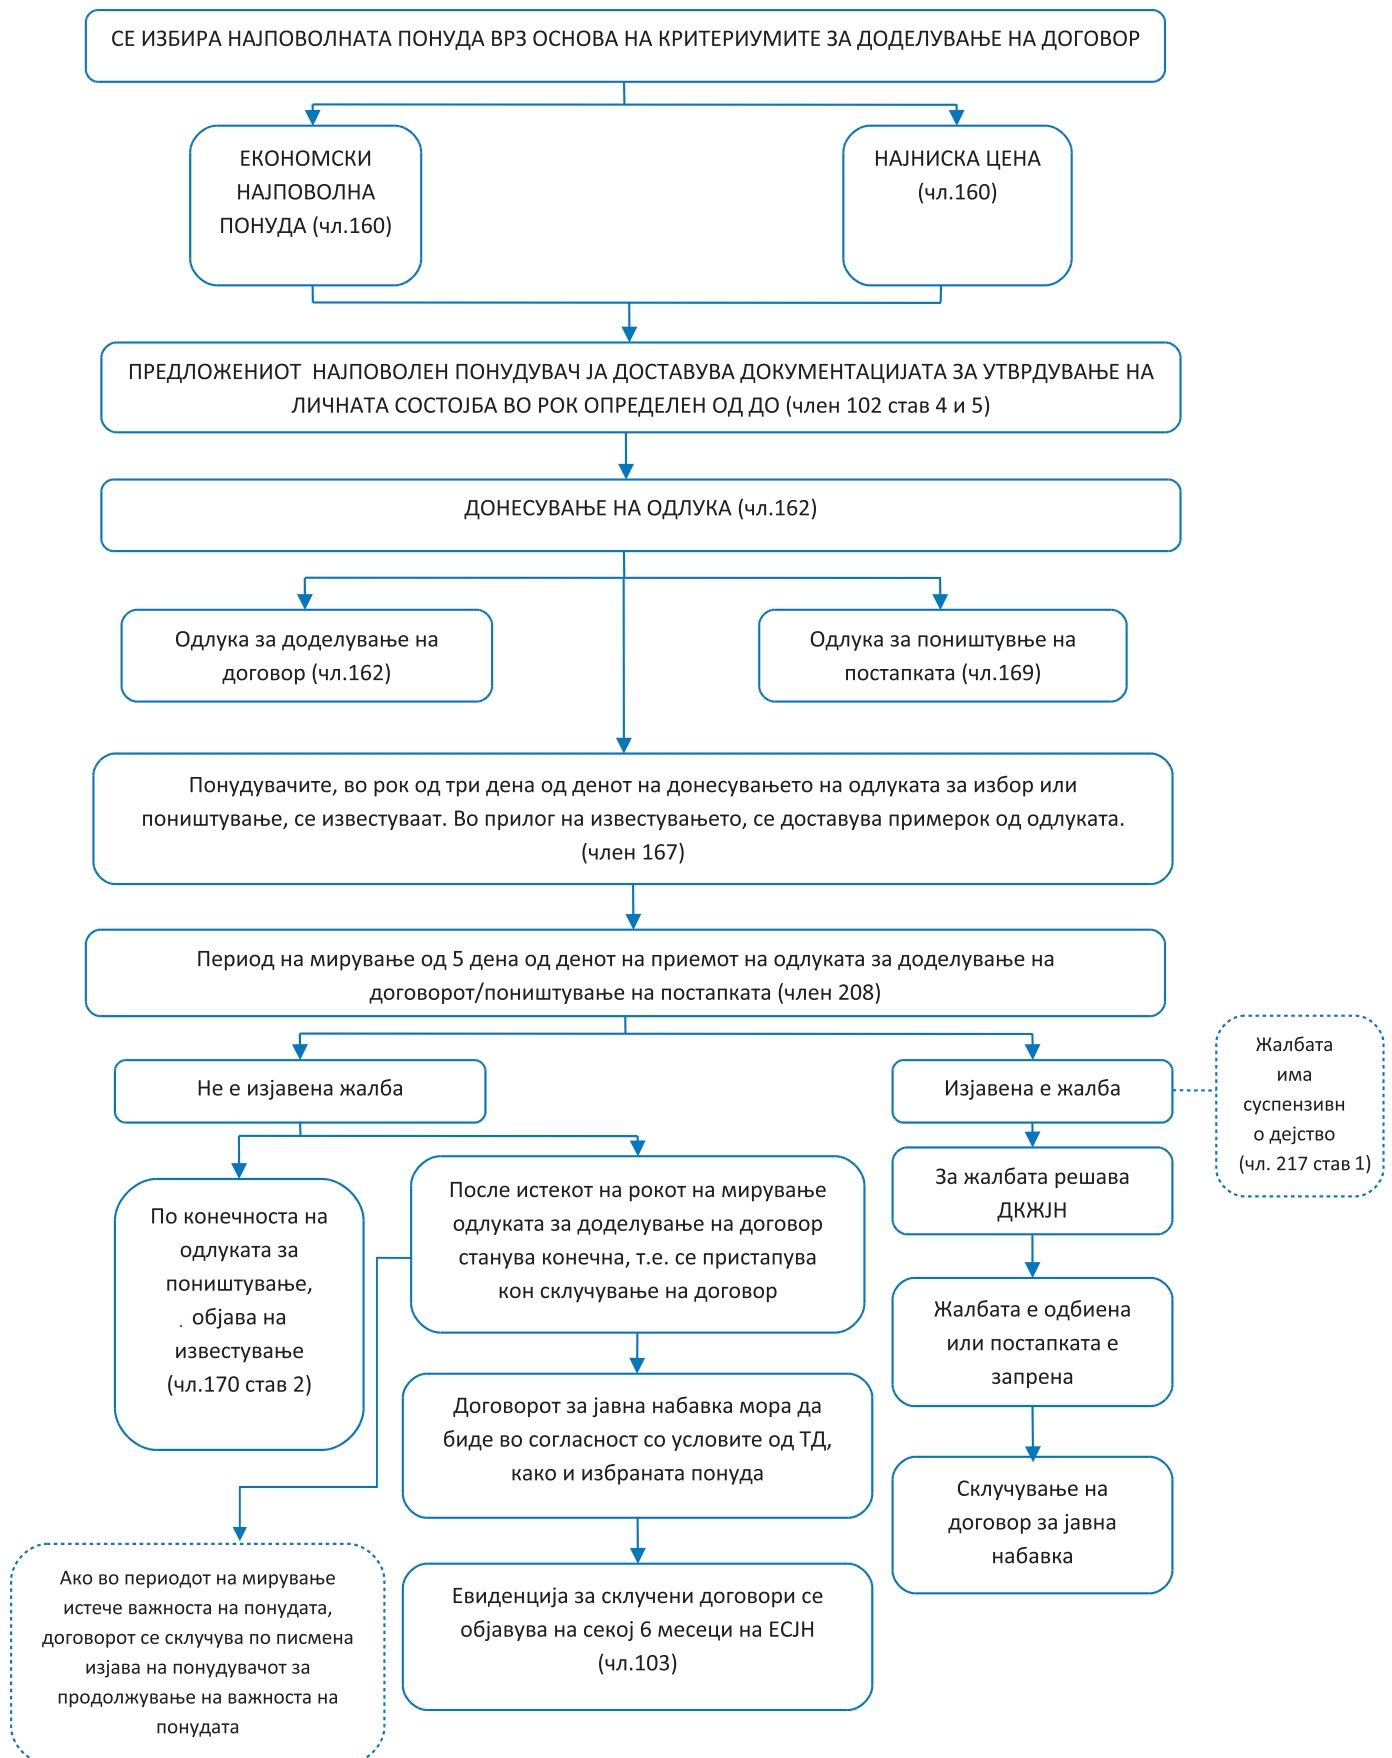 СЕ ИЗБИРА НАЈПОВОЛНАТА ПОНУДА ВРЗ ОСНОВА НА КРИТЕРИУМИТЕ ЗА ДОДЕЛУВАЊЕ НА ДОГОВОР
ЕКОНОМСКИ
НАЈПОВОЛНА
ПОНУДА (чл.160)
НАЈНИСКА ЦЕНА
(чл.160)
ПРЕДЛОЖЕНИОТ НАЈПОВОЛЕН ПОНУДУВАЧ ЈА ДОСТАВУВА ДОКУМЕНТАЦИЈАТА ЗА УТВРДУВАЊЕ НА
ЛИЧНАТА СОСТОЈБА ВО РОК ОПРЕДЕЛЕН ОД ДО (член 102 став 4 и 5)
ДОНЕСУВАЊЕ НА ОДЛУКА (чл.162)
Одлука за доделување на
договор (чл.162)
Одлука за поништувње на
постапката (чл.169)
Понудувачите, во рок од три дена од денот на донесувањето на одлуката за избор или
поништување, се известуваат. Во прилог на известувањето, се доставува примерок од одлуката.
(член 167)
Период на мирување од 5 дена од денот на приемот на одлуката за доделување на
договорот/поништување на постапката (член 208)
Не е изјавена жалба
Изјавена е жалба
Жалбата
има
суспензивн
о дејство
(чл. 217 став 1)
По конечноста на
одлуката за
поништување,
објава на
известување
(чл.170 став 2)
После истекот на рокот на мирување
одлуката за доделување на договор
станува конечна, т.е. се пристапува
кон склучување на договор
За жалбата решава
ДКЖЈН
Жалбата е одбиена
или постапката е
запрена
Договорот за јавна набавка мора да
биде во согласност со условите од ТД,
како и избраната понуда
Склучување на
договор за јавна
набавка
Ако во периодот на мирување
истече важноста на понудата,
договорот се склучува по писмена
изјава на понудувачот за
продолжување на важноста на
понудата
Евиденција за склучени договори се
објавува на секој 6 месеци на ЕСЈН
(чл.103)